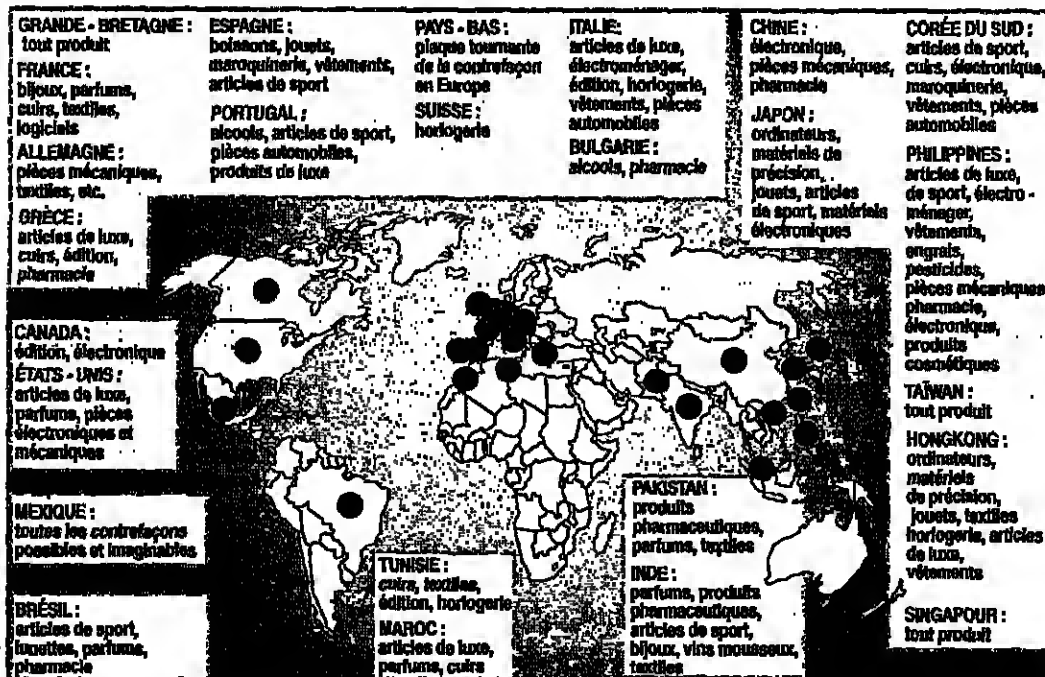 GRANDE - BRETAGNE :
tout produit
FRANCE :
bijoux, parfums,
cuirs, textiles,
logiciels
ALLEMAGNE :
pièces mécaniques,
textiles, etc.
GRÈCE :
articles de luxe,
cuirs, édition,
pharmacie
ESPAGNE :
boissons, jouets,
maroquinerie, vêtements,
articles de sport
PORTUGAL :
alcools, articles de sport,
pièces automobiles,
produits de luxe
PAYS - BAS :
plaque tournante
de la contrefaçon
en Europe
SUISSE :
horlogerie
ITALIE :
articles de luxe,
électroménager,
édition, horlogerie,
vêtements, pièces
automobiles
BULGARIE :
alcools, pharmacie
CHINE :
électronique,
pièces mécaniques,
pharmacie
JAPON :
ordinateurs,
matériels de
précision,
jouets, articles
de sport, matériels
électroniques
CORÉE DU SUD :
articles de sport,
cuirs, électronique,
maroquinerie,
vêtements, pièces
automobiles
PHILIPPINES :
articles de luxe,
de sport, électro -
ménager,
vêtements,
engrais,
pesticides,
pièces mécaniques
pharmacie,
électronique,
produits
cosmétiques
TAÏWAN :
tout produit
HONGKONG :
ordinateurs,
matériels
de précision,
jouets, textiles
horlogerie, articles
de luxe,
vêtements
SINGAPOUR :
tout produit
CANADA :
édition, électronique
ÉTATS - UNIS :
articles de luxe,
parfums, pièces
électroniques et
mécaniques
MEXIQUE :
toutes les contrefaçons
possibles et imaginables
BRÉSIL :
articles de sport,
lunettes, parfums,
pharmacie
TUNISIE :
cuirs, textiles,
édition, horlogerie
MAROC :
articles de luxe,
parfums, cuirs
PAKISTAN :
produits
pharmaceutiques,
parfums, textiles
INDE :
parfums, produits
pharmaceutiques,
articles de sport,
bijoux, vins mousseux,
textiles